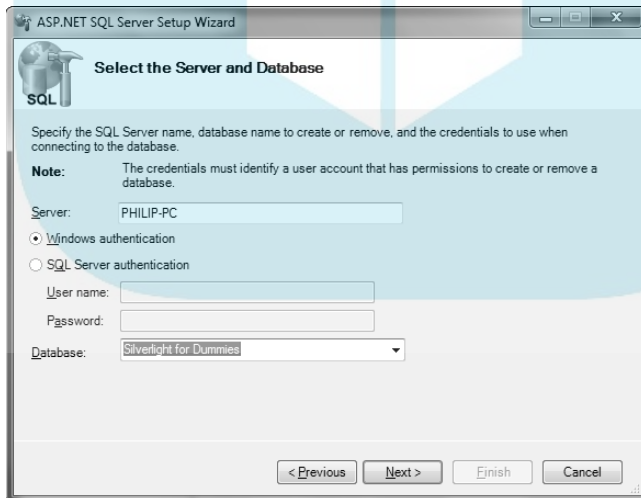 ASP.NET SQL Server Setup Wizard
Select the Server and Database
SQL
Specify the SQL Server name, database name to create or remove, and the credentials to use when
connecting to the database.
Note: The credentials must identify a user account that has permissions to create or remove a
database.
Server: PHILIP-PC
Windows authentication
SQL Server authentication
User name:
Password:
Database: Silverlight for Dummies
< Previous Next > Finish Cancel